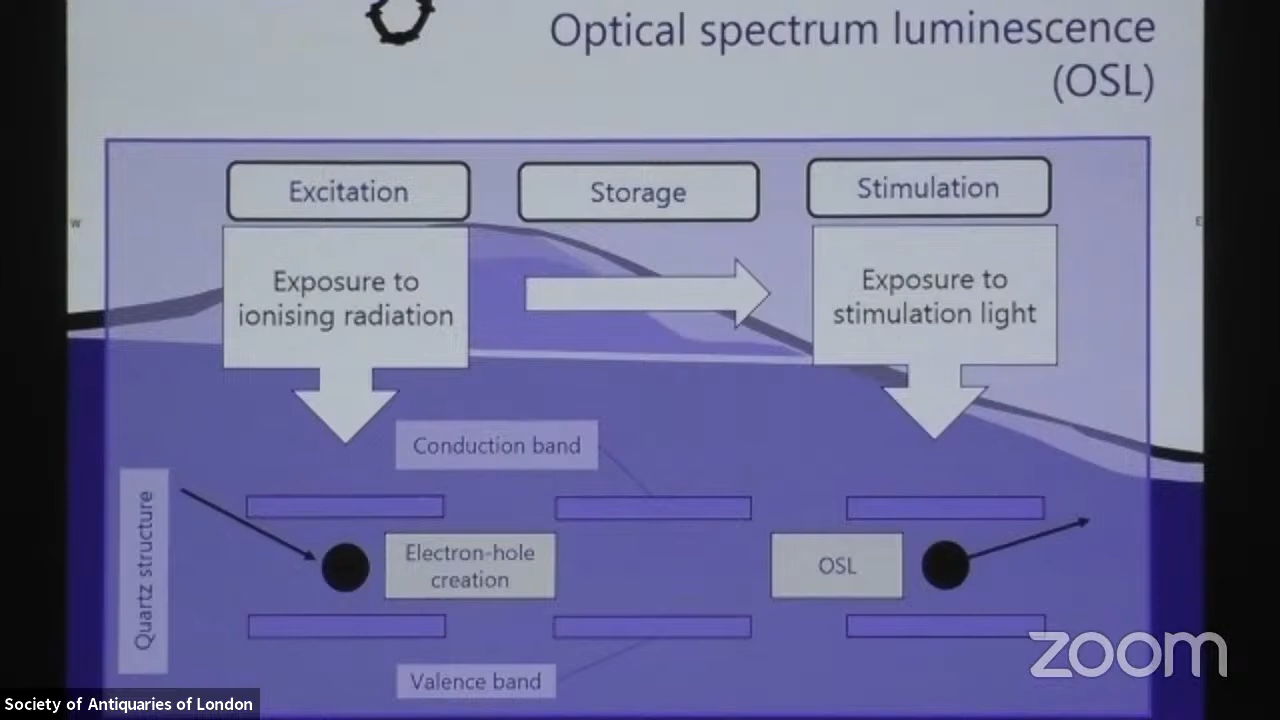 Optical spectrum luminescence
(OSL)
Excitation
Storage
Stimulation
W
E
Exposure to
ionising radiation
Exposure to
stimulation light
Conduction band
Quartz structure
Electron-hole
creation
OSL
Valence band
zoom
Society of Antiquaries of London